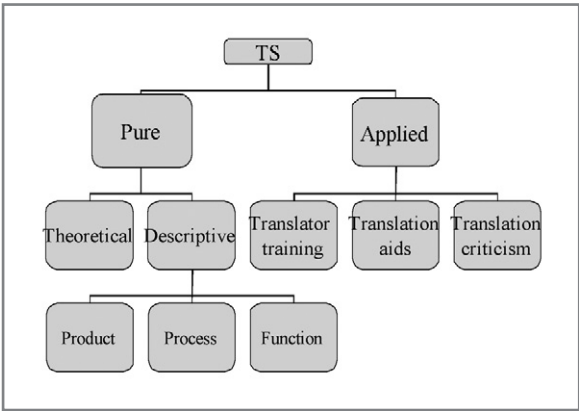 TS
Pure
Applied
Theoretical
Descriptive
Translator
training
Translation
aids
Translation
criticism
Product
Process
Function